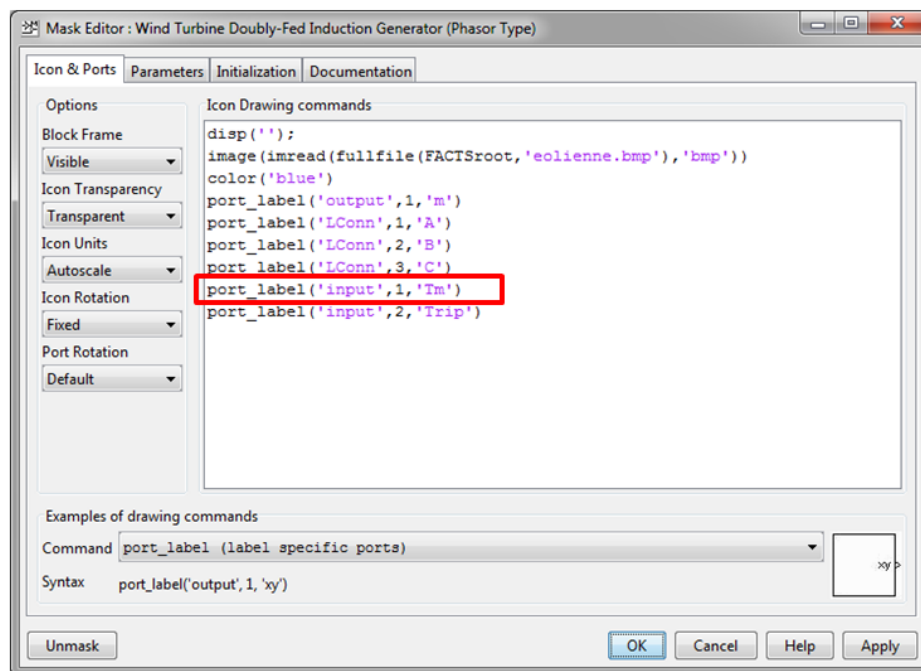 Mask Editor : Wind Turbine Doubly-Fed Induction Generator (Phasor Type)
Icon & Ports Parameters Initialization Documentation
Options
Block Frame
Visible
Icon Transparency
Transparent
Icon Units
Autoscale
Icon Rotation
Fixed
Port Rotation
Default
Icon Drawing commands
disp('');
image(imread(fullfile(FACTSroot,'eolienne.bmp'),'bmp'))
color('blue')
port_label('output',1,'m')
port_label('LConn',1,'A')
port_label('LConn',2,'B')
port_label('LConn',3,'C')
port_label('input',1,'Tm')
port_label('input',2,'Trip')
Examples of drawing commands
Command port_label (label specific ports)
Syntax port_label('output', 1, 'xy')
xy
Unmask OK Cancel Help Apply